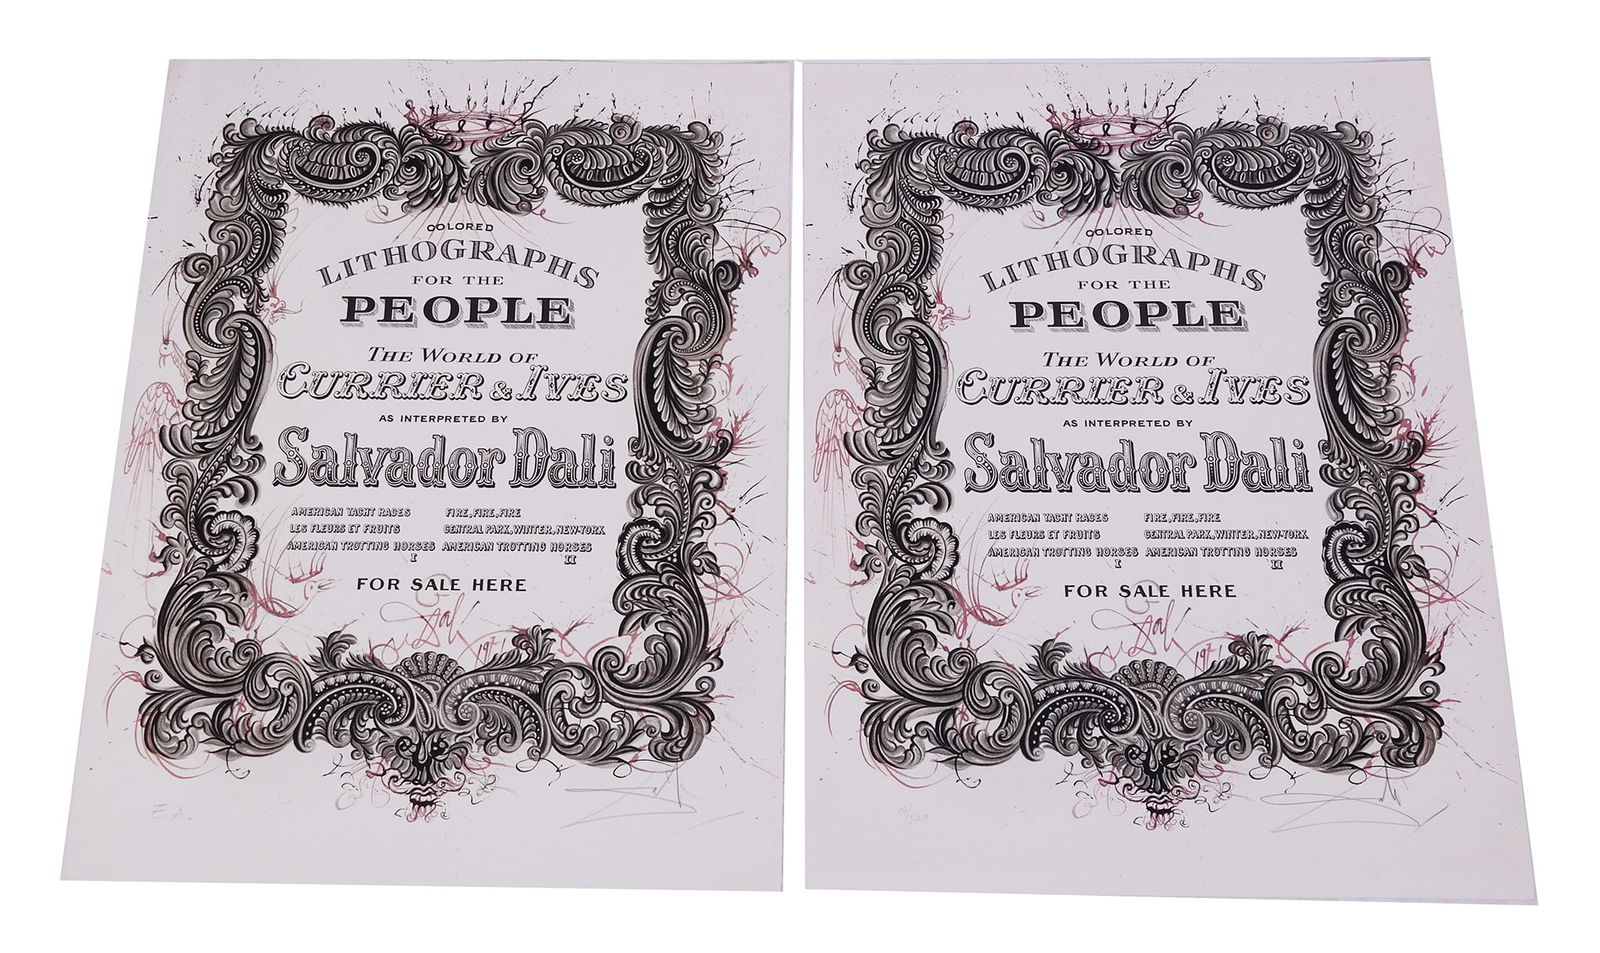 COLORED
LITHOGRAPHS
FOR THE
PEOPLE
THE WORLD OF
CURRIER & IVES
AS INTERPRETED BY
Salvador Dali
AMERICAN YACHT RACES FIRE, FIRE, FIRE
LES FLEURS ET FRUITS CENTRAL PARK, WINTER, NEW-YORK
AMERICAN TROTTING HORSES AMERICAN TROTTING HORSES
I II
FOR SALE HERE
Dali
E.A.
COLORED
LITHOGRAPHS
FOR THE
PEOPLE
THE WORLD OF
CURRIER & IVES
AS INTERPRETED BY
Salvador Dali
AMERICAN YACHT RACES FIRE, FIRE, FIRE
LES FLEURS ET FRUITS CENTRAL PARK, WINTER, NEW-YORK
AMERICAN TROTTING HORSES AMERICAN TROTTING HORSES
I II
FOR SALE HERE
Dali